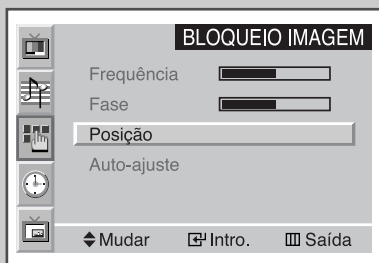 BLOQUEIO IMAGEM
Frequência
Fase
Posição
Auto-ajuste
Mudar Intro. Saída